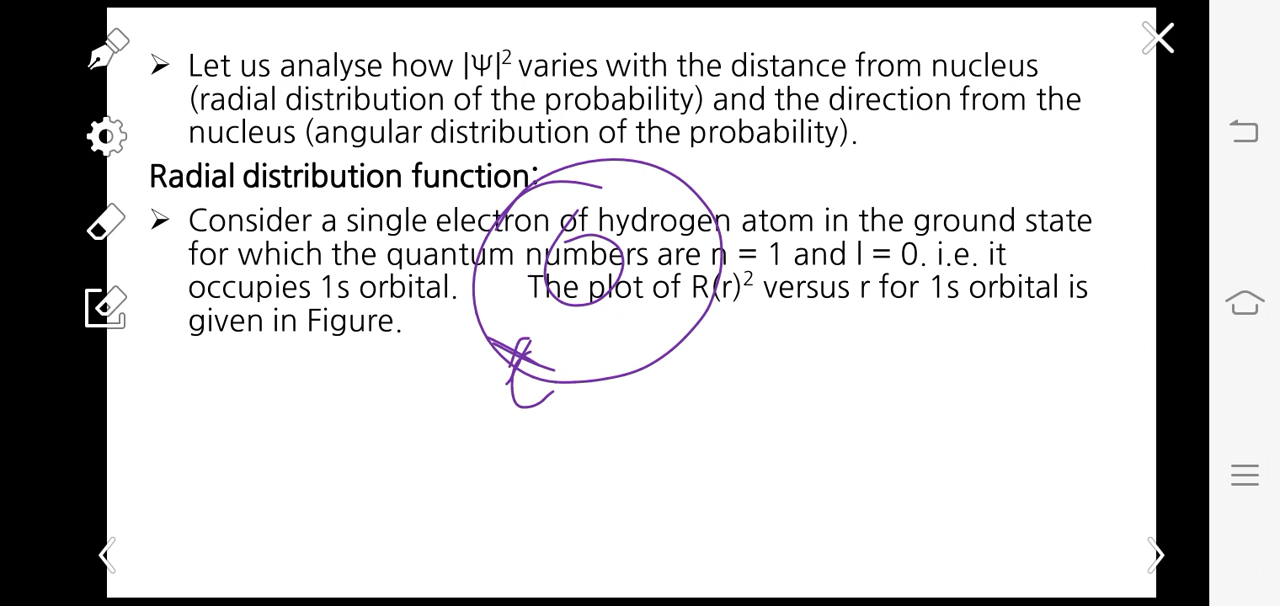 ➤ Let us analyse how |Ψ|² varies with the distance from nucleus
(radial distribution of the probability) and the direction from the
nucleus (angular distribution of the probability).
Radial distribution function:
➤ Consider a single electron of hydrogen atom in the ground state
for which the quantum numbers are n = 1 and l = 0. i.e. it
occupies 1s orbital. The plot of R(r)² versus r for 1s orbital is
given in Figure.